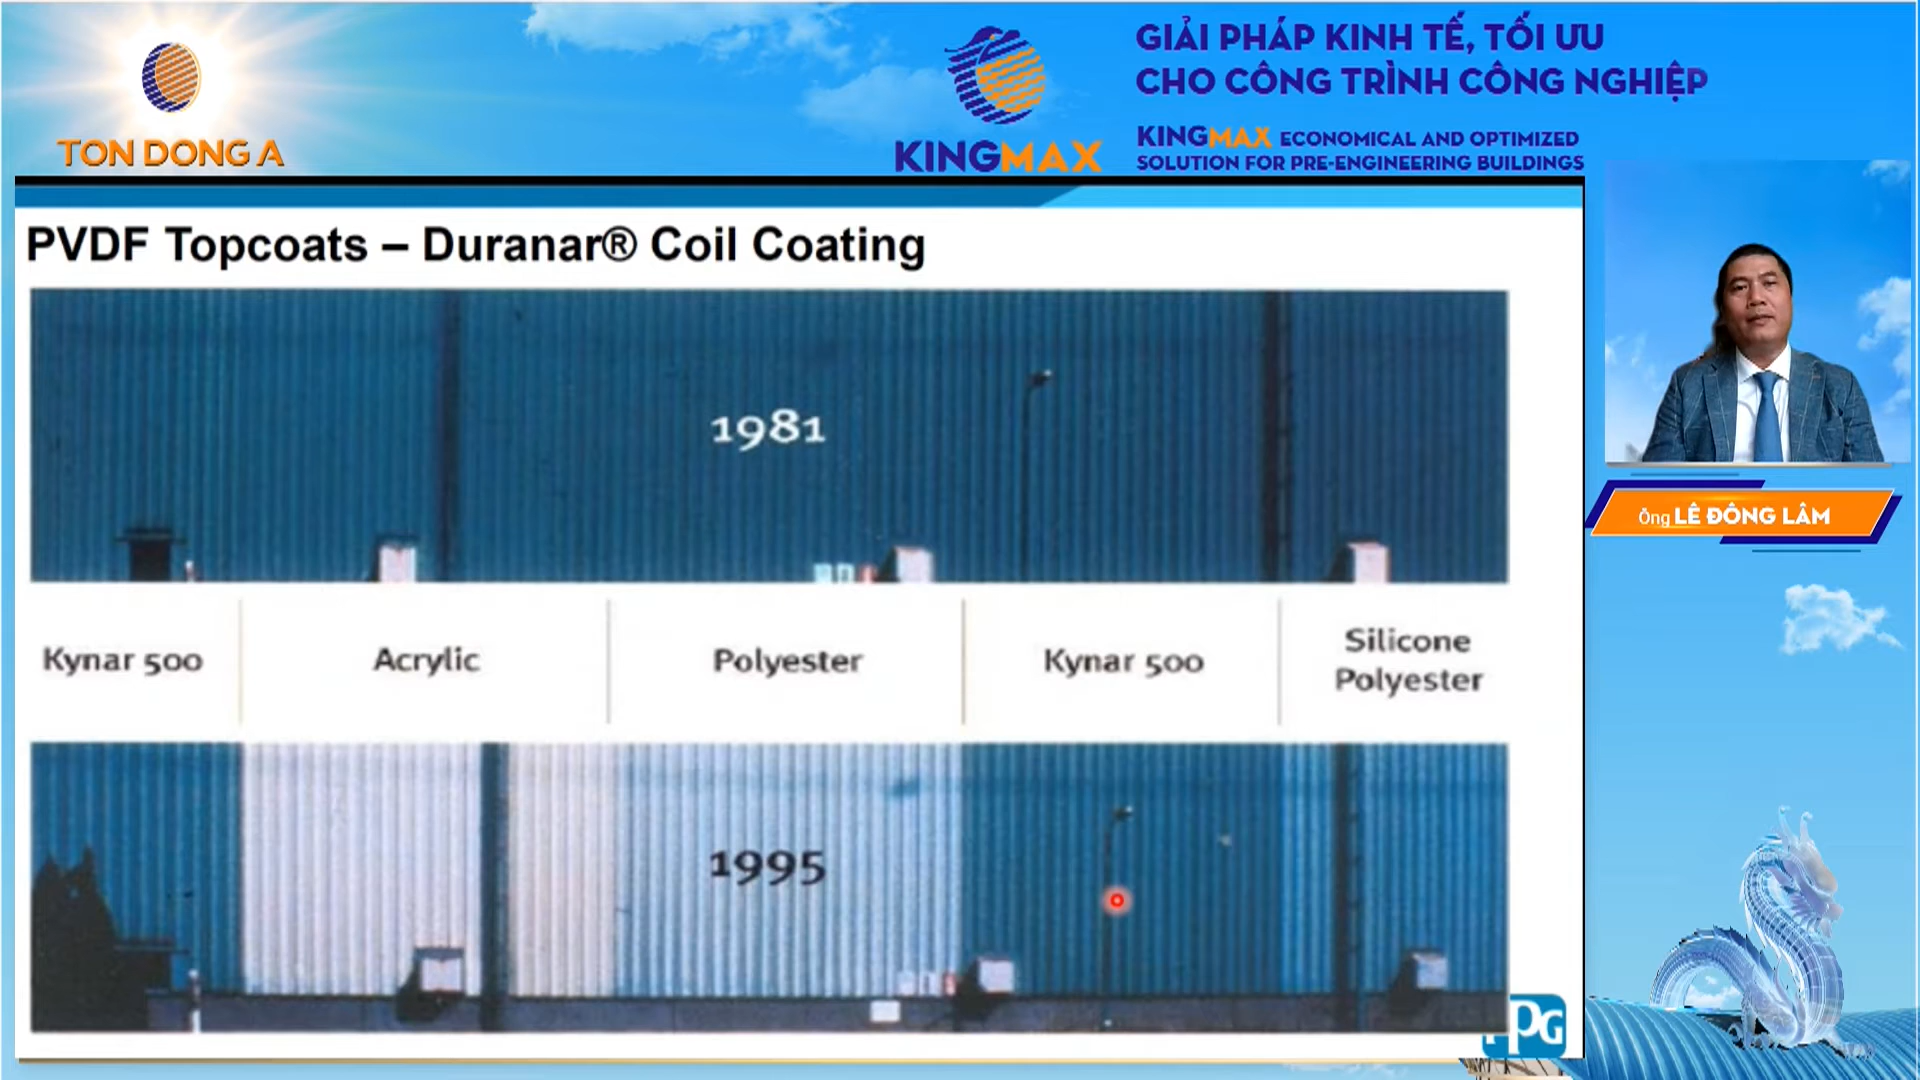 TON DONG A
KINGMAX
GIẢI PHÁP KINH TẾ, TỐI ƯU
CHO CÔNG TRÌNH CÔNG NGHIỆP
KINGMAX ECONOMICAL AND OPTIMIZED
SOLUTION FOR PRE-ENGINEERING BUILDINGS
PVDF Topcoats – Duranar® Coil Coating
1981
Kynar 500
Acrylic
Polyester
Kynar 500
Silicone
Polyester
1995
PPG
Ông LÊ ĐÔNG LÂM